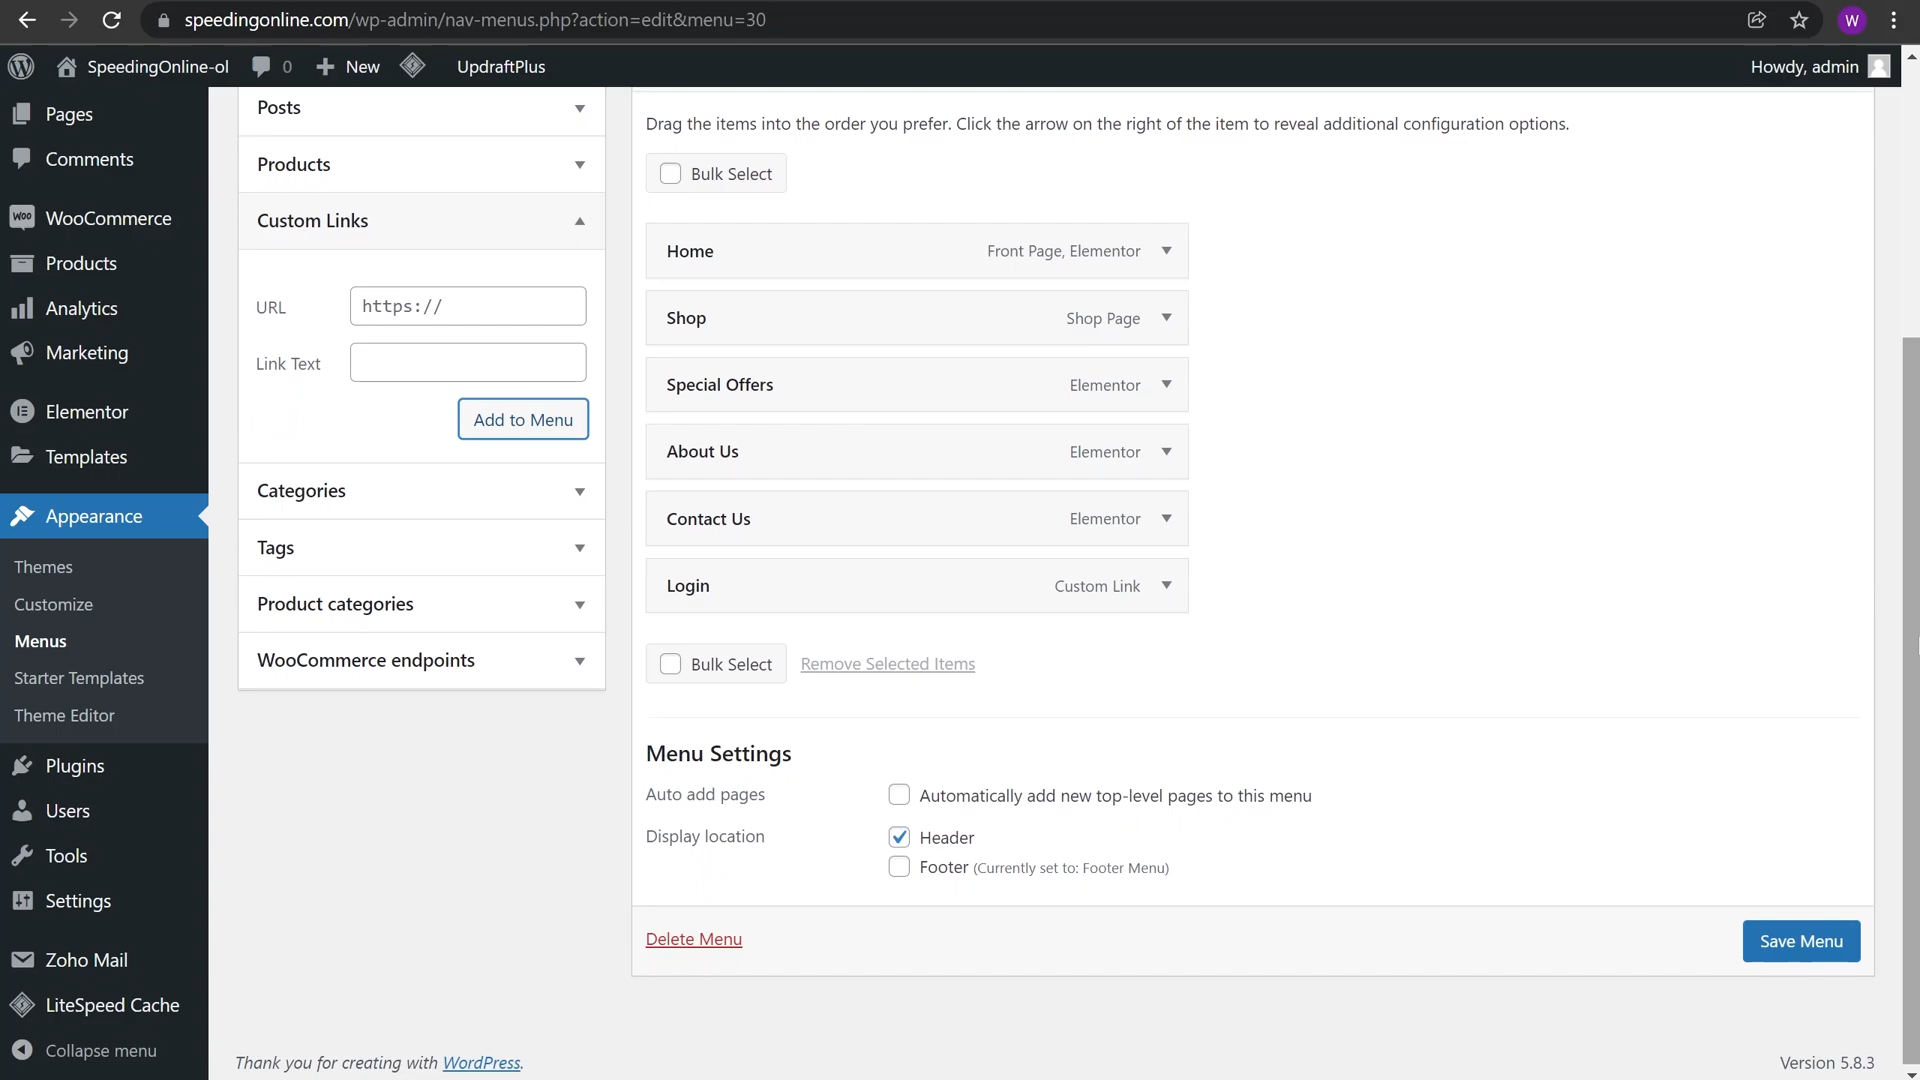 speedingonline.com/wp-admin/nav-menus.php?action=edit&menu=30
W
SpeedingOnline-ol
0
New
UpdraftPlus
Howdy, admin
Pages
Comments
WOO
WooCommerce
Products
Analytics
Marketing
Elementor
Templates
Appearance
Themes
Customize
Menus
Starter Templates
Theme Editor
Plugins
Users
Tools
Settings
Zoho Mail
LiteSpeed Cache
Collapse menu
Posts
Products
Custom Links
URL
https://
Link Text
Add to Menu
Categories
Tags
Product categories
WooCommerce endpoints
Drag the items into the order you prefer. Click the arrow on the right of the item to reveal additional configuration options.
Bulk Select
Home Front Page, Elementor
Shop Shop Page
Special Offers Elementor
About Us Elementor
Contact Us Elementor
Login Custom Link
Bulk Select Remove Selected Items
Menu Settings
Auto add pages Automatically add new top-level pages to this menu
Display location Header
Footer (Currently set to: Footer Menu)
Delete Menu
Save Menu
Thank you for creating with WordPress.
Version 5.8.3